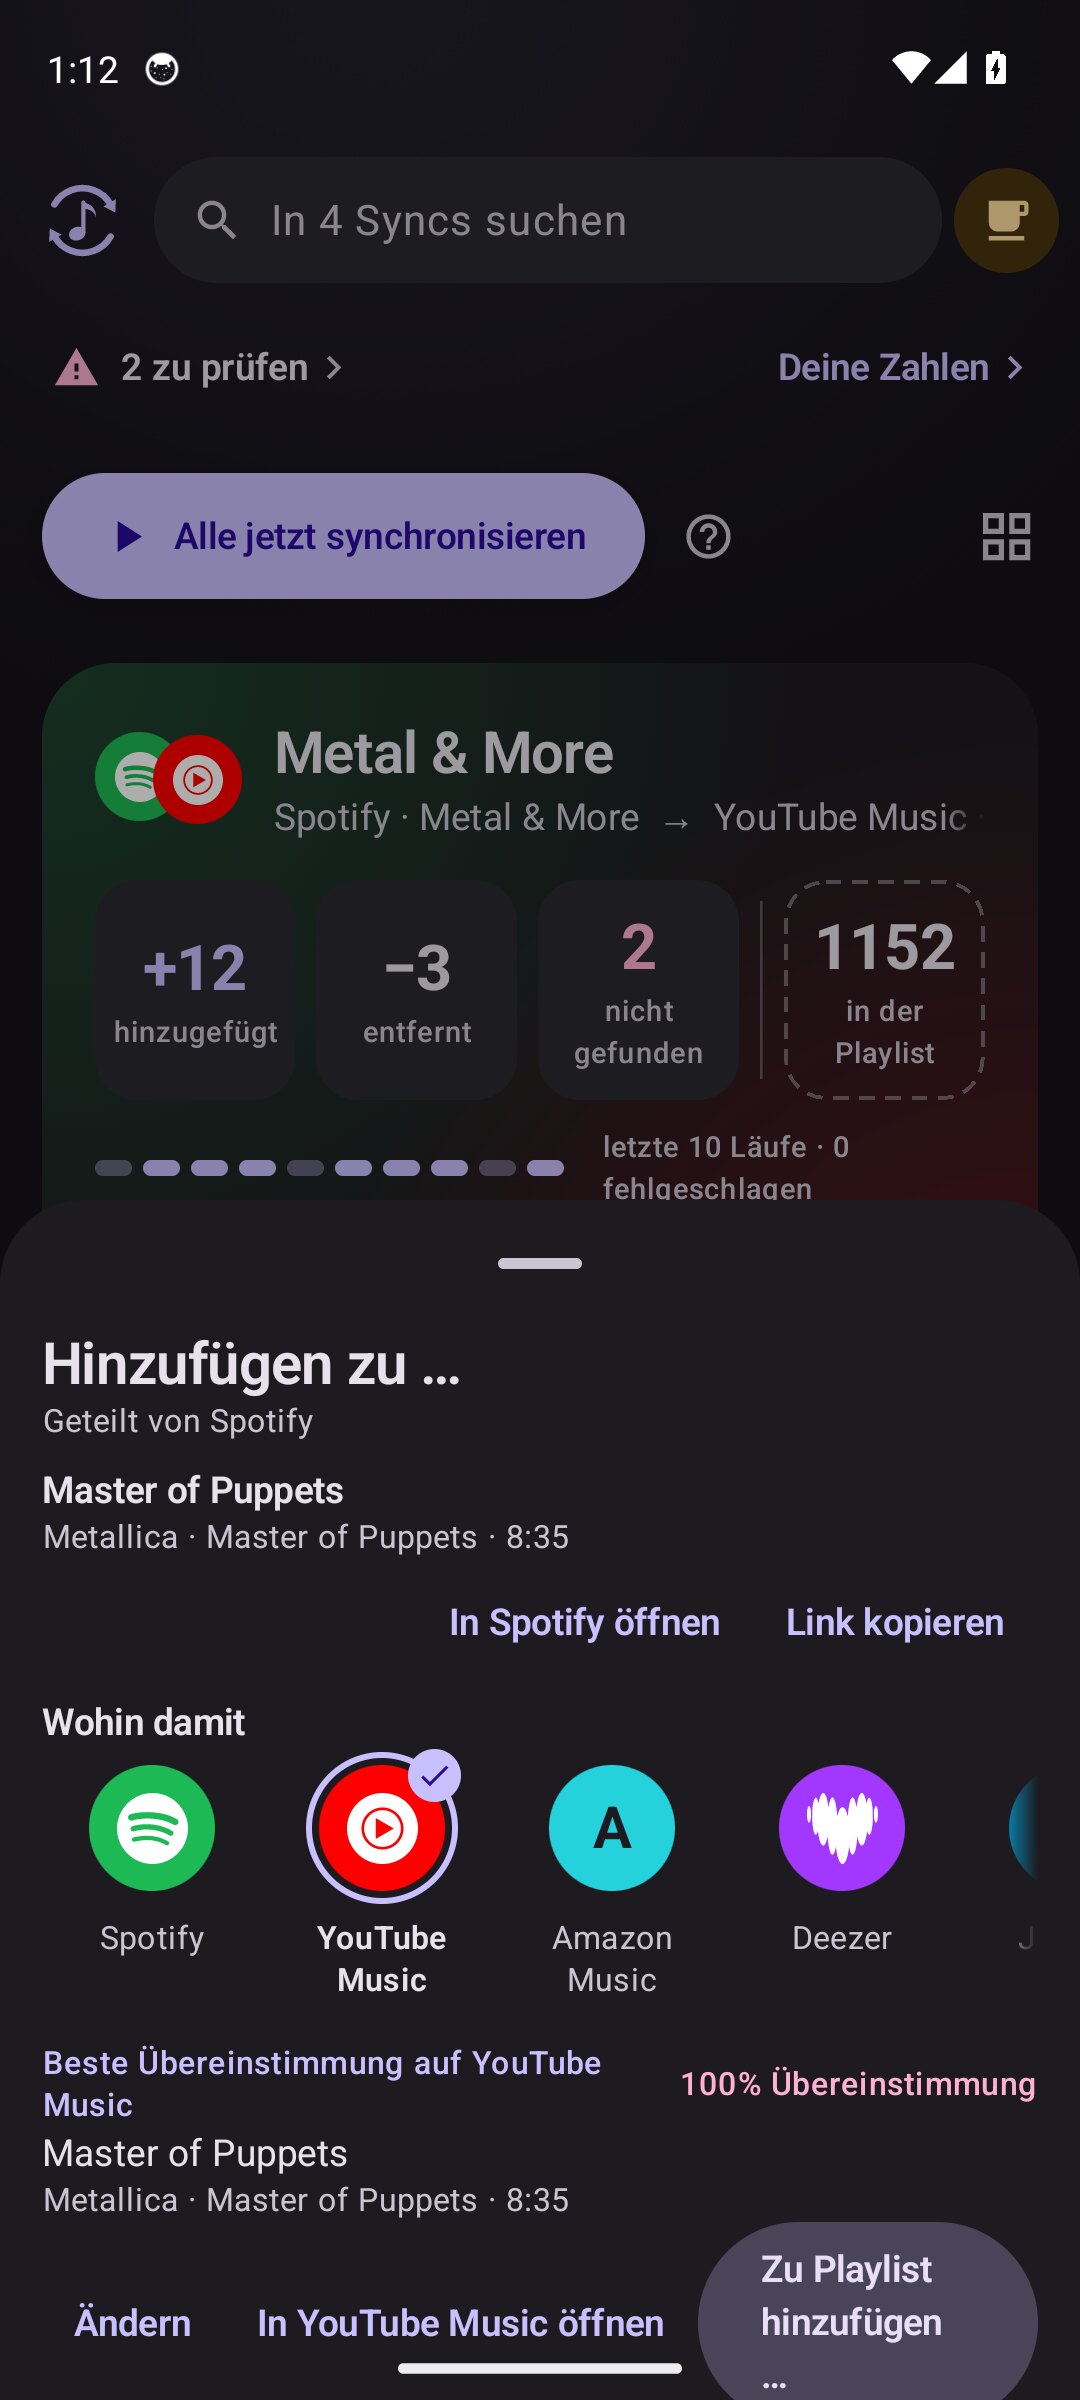 1:12
In 4 Syncs suchen
2 zu prüfen
Deine Zahlen
Alle jetzt synchronisieren
Metal & More
Spotify · Metal & More → YouTube Music
+12
hinzugefügt
−3
entfernt
2
nicht
gefunden
1152
in der
Playlist
letzte 10 Läufe · 0
fehlgeschlagen
Hinzufügen zu …
Geteilt von Spotify
Master of Puppets
Metallica · Master of Puppets · 8:35
In Spotify öffnen
Link kopieren
Wohin damit
A
Spotify
YouTube
Music
Amazon
Music
Deezer
J
Beste Übereinstimmung auf YouTube
Music
100% Übereinstimmung
Master of Puppets
Metallica · Master of Puppets · 8:35
Ändern
In YouTube Music öffnen
Zu Playlist
hinzufügen
…